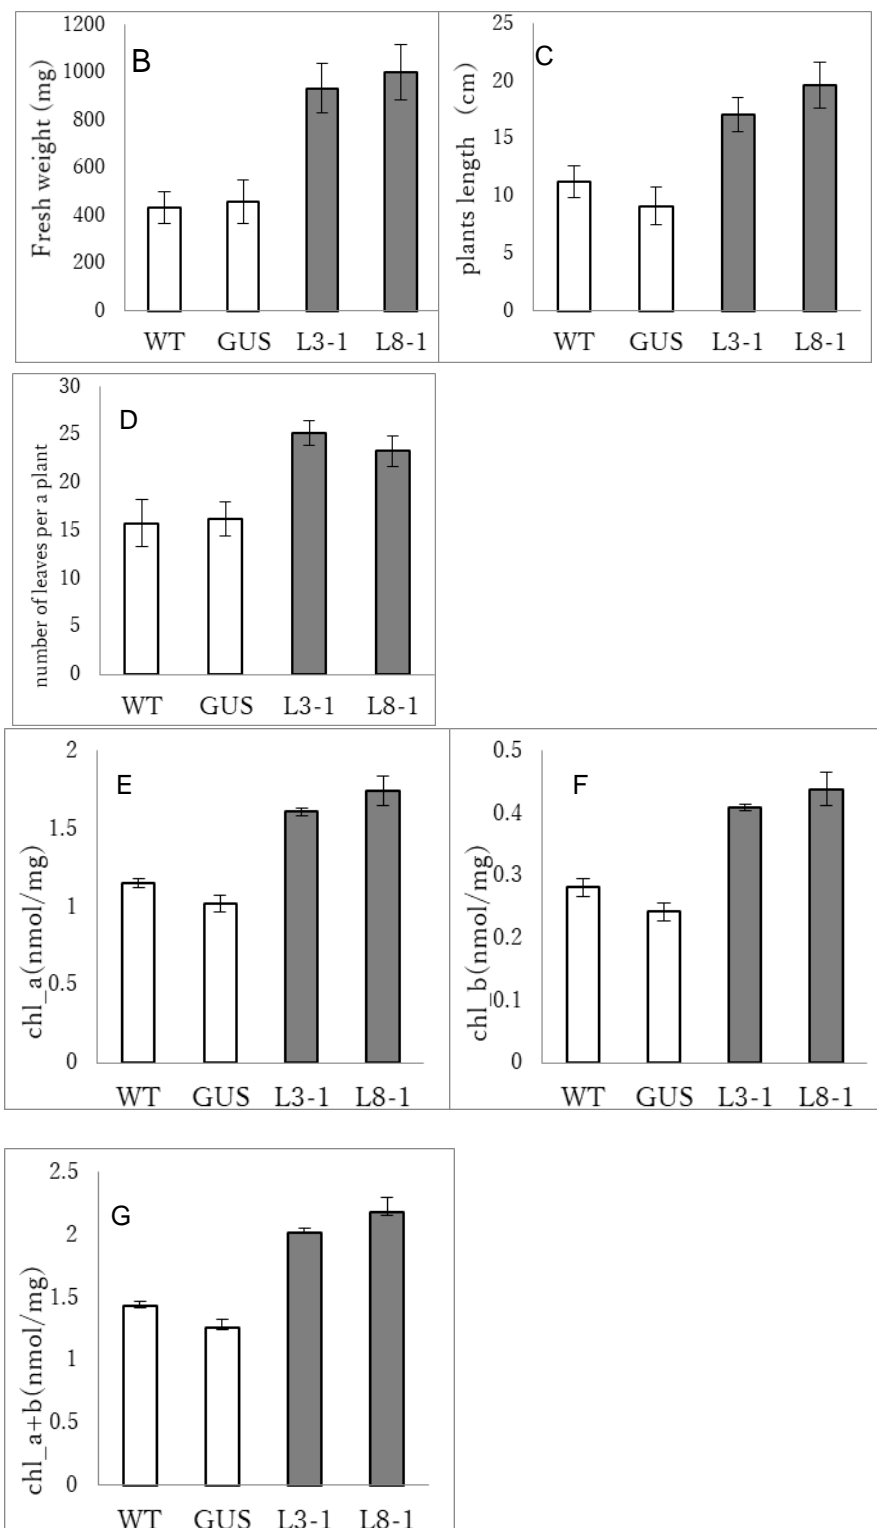 B
Fresh weight (mg)
1200
1000
800
600
400
200
0
WT GUS L3-1 L8-1
C
plants length (cm)
25
20
15
10
5
0
WT GUS L3-1 L8-1
D
number of leaves per a plant
30
25
20
15
10
5
0
WT GUS L3-1 L8-1
E
chl_a(nmol/mg)
2
1.5
1
0.5
0
WT GUS L3-1 L8-1
F
chl_b(nmol/mg)
0.5
0.4
0.3
0.2
0.1
0
WT GUS L3-1 L8-1
G
chl_a+b(nmol/mg)
2.5
2
1.5
1
0.5
0
WT GUS L3-1 L8-1